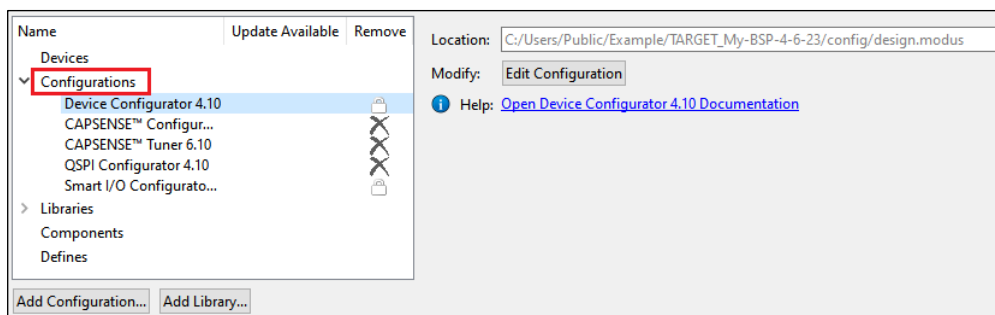 Name Update Available Remove
Devices
Configurations
Device Configurator 4.10
CAPSENSE™ Configur...
CAPSENSE™ Tuner 6.10
QSPI Configurator 4.10
Smart I/O Configurato...
Libraries
Components
Defines
Add Configuration... Add Library...
Location: C:/Users/Public/Example/TARGET_My-BSP-4-6-23/config/design.modus
Modify: Edit Configuration
Help: Open Device Configurator 4.10 Documentation